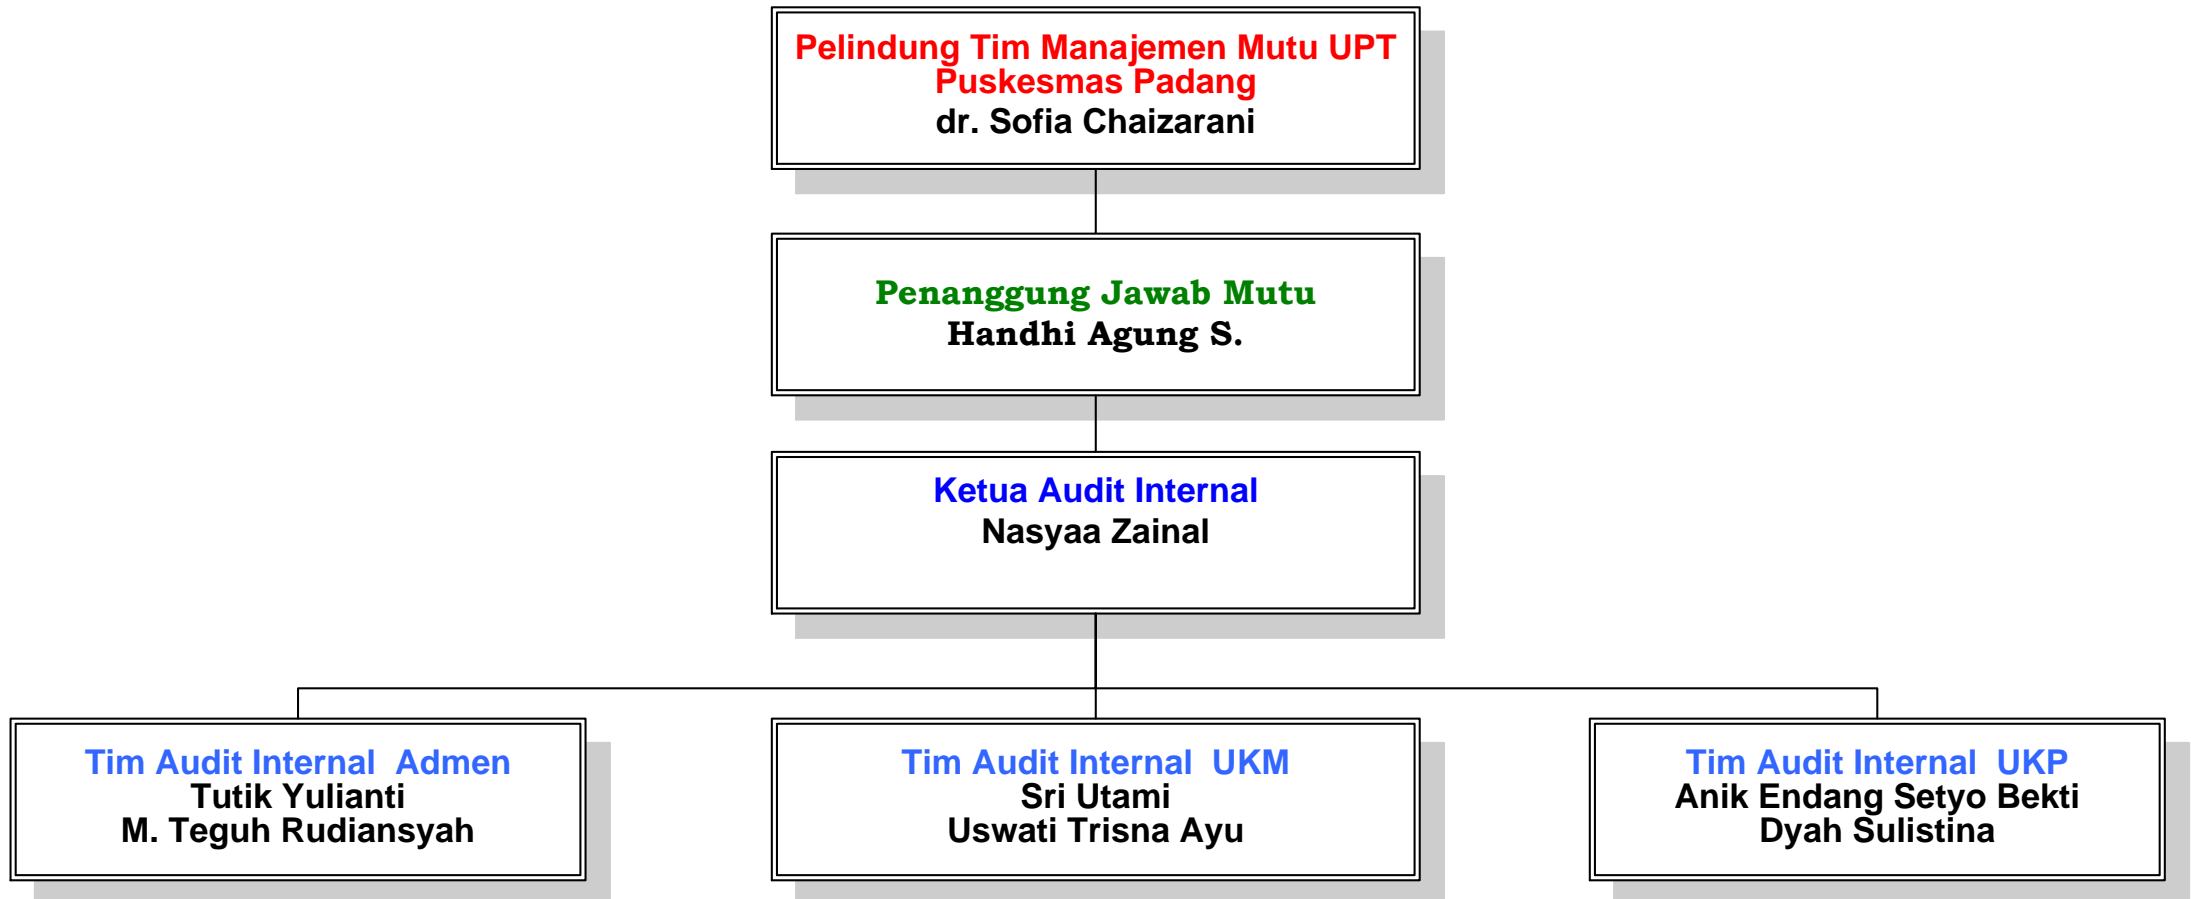 Pelindung Tim Manajemen Mutu UPT
Puskesmas Padang
dr. Sofia Chaizarani
Penanggung Jawab Mutu
Handhi Agung S.
Ketua Audit Internal
Nasyaa Zainal
Tim Audit Internal  Admen
Tutik Yulianti
M. Teguh Rudiansyah
Tim Audit Internal  UKM
Sri Utami
Uswati Trisna Ayu
Tim Audit Internal  UKP
Anik Endang Setyo Bekti
Dyah Sulistina